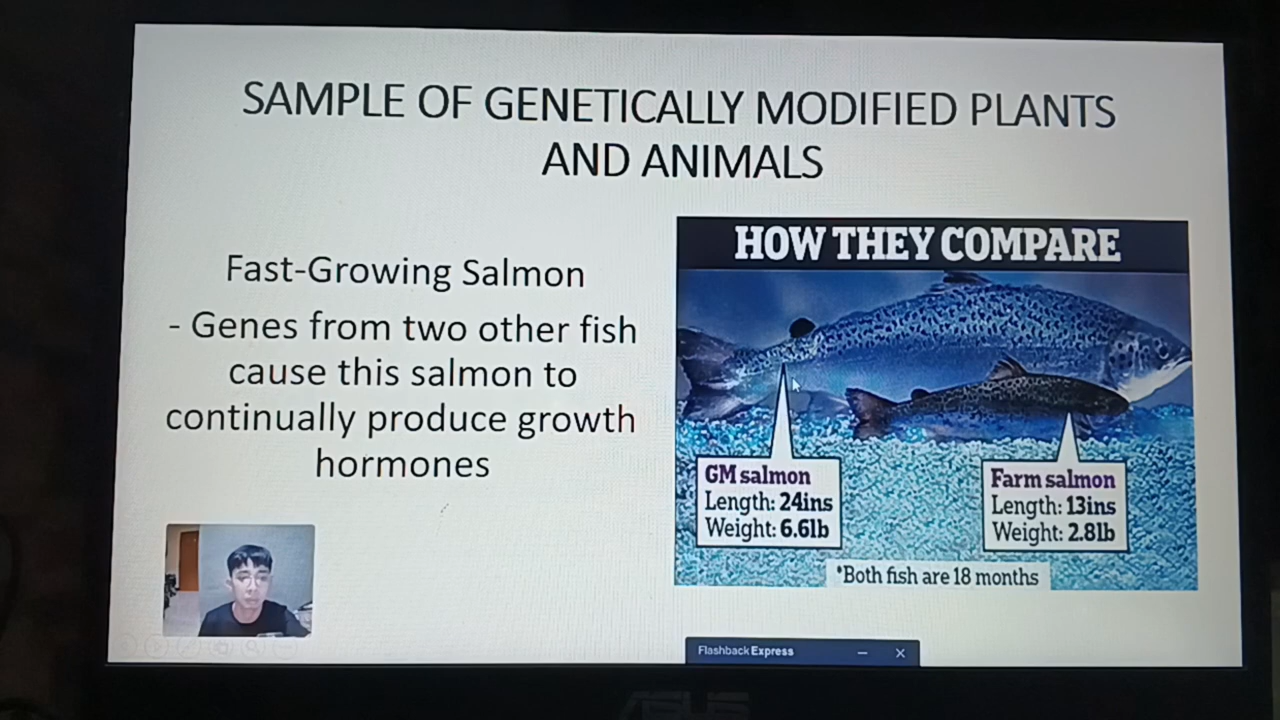 SAMPLE OF GENETICALLY MODIFIED PLANTS
AND ANIMALS
Fast-Growing Salmon
- Genes from two other fish
cause this salmon to
continually produce growth
hormones
HOW THEY COMPARE
GM salmon
Length: 24ins
Weight: 6.6lb
Farm salmon
Length: 13ins
Weight: 2.8lb
*Both fish are 18 months
Flashback Express
ASUS